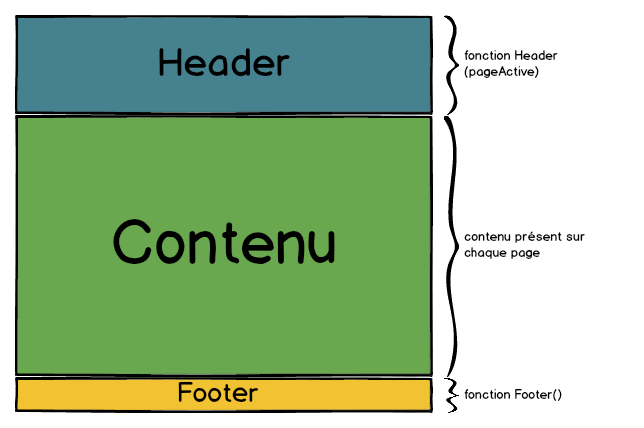 Header
fonction Header
(pageActive)
Contenu
contenu présent sur
chaque page
Footer
fonction Footer()